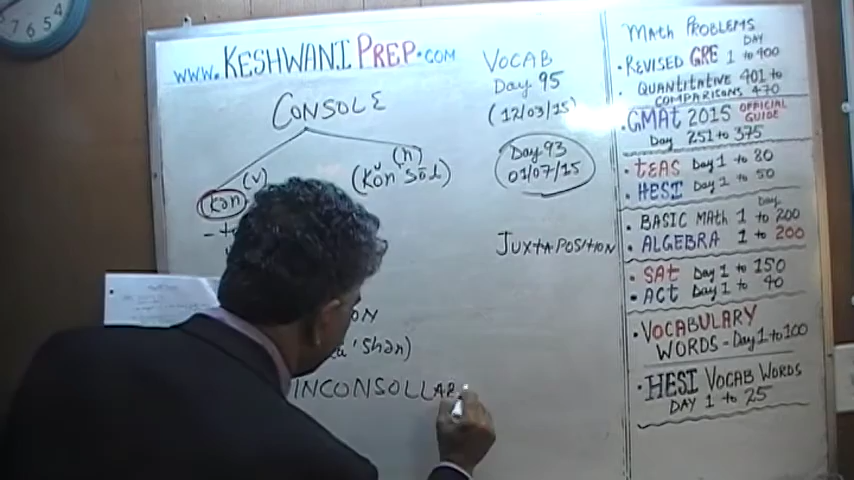 7 6 5 4
www.KESHWANIPREP.COM
CONSOLE
(v)
(n)
kən
(kŏn'sōl)
ON
'shən)
INCONSOLLAB
VOCAB
Day 95
(12/03/15)
Day 93
01/07/15
JUXTAPOSITION
MATH PROBLEMS
DAY
• REVISED GRE 1 to 400
• QUANTITATIVE 401 to
COMPARISONS 470
• GMAT 2015 OFFICIAL GUIDE
Day 251 to 375
• TEAS Day 1 to 80
• HESI Day 1 to 50
Day
• BASIC MATH 1 to 200
• ALGEBRA 1 to 200
• SAT Day 1 to 150
• ACT Day 1 to 40
• VOCABULARY
WORDS - Day 1 to 100
• HESI VOCAB WORDS
DAY 1 to 25